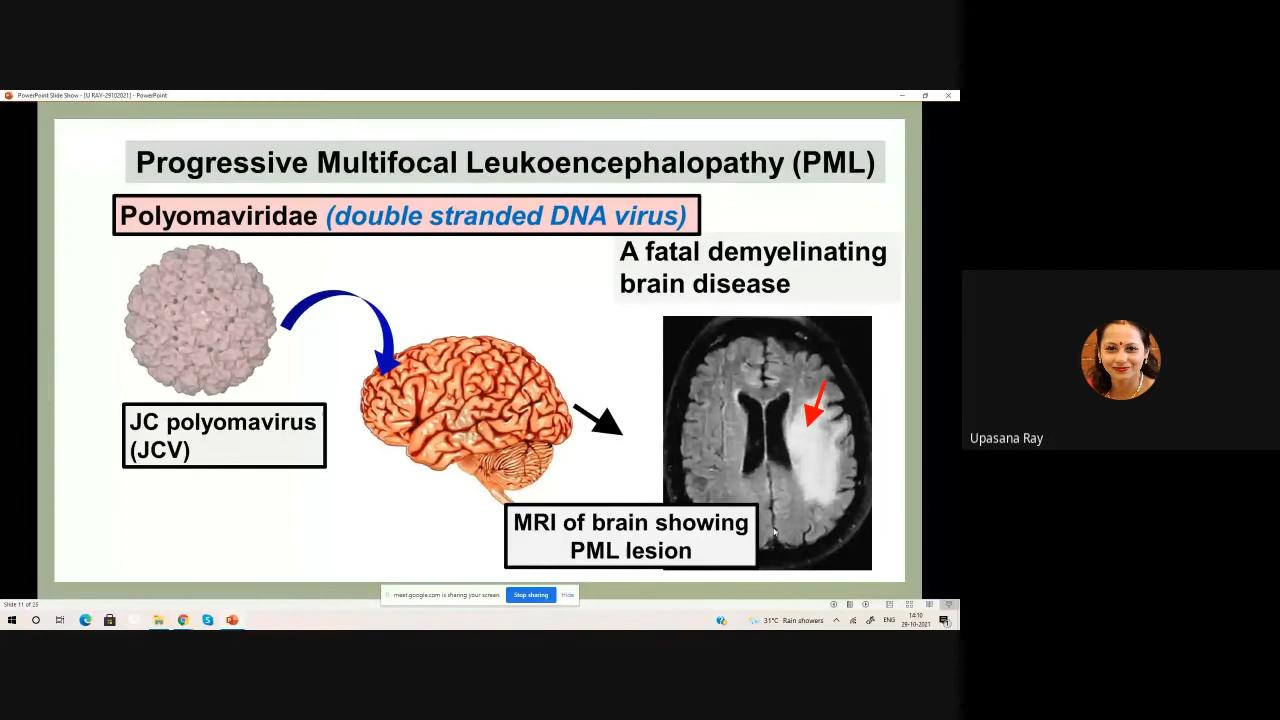 PowerPoint Slide Show - [U RAY-29102021] - PowerPoint
Progressive Multifocal Leukoencephalopathy (PML)
Polyomaviridae (double stranded DNA virus)
A fatal demyelinating
brain disease
JC polyomavirus
(JCV)
MRI of brain showing
PML lesion
Upasana Ray
meet.google.com is sharing your screen.
Stop sharing
Hide
Slide 11 of 25
31°C Rain showers
ENG
14:10
29-10-2021